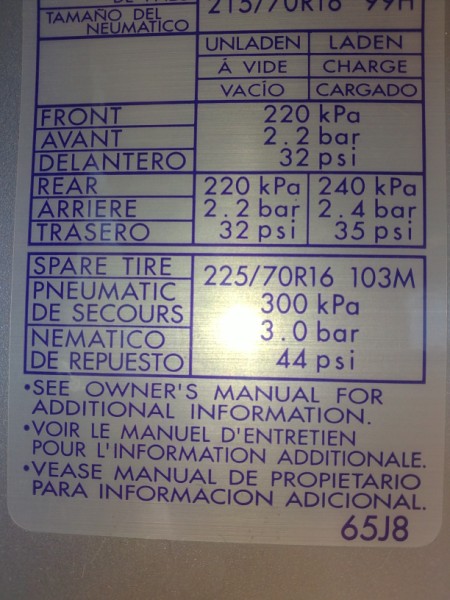 TAMAÑO DEL
NEUMATICO
215/70R16 99H
UNLADEN LADEN
Á VIDE CHARGE
VACÍO CARGADO
FRONT
AVANT
DELANTERO
220 kPa
2.2 bar
32 psi
REAR
ARRIERE
TRASERO
220 kPa 240 kPa
2.2 bar 2.4 bar
32 psi 35 psi
SPARE TIRE
PNEUMATIC
DE SECOURS
NEMATICO
DE REPUESTO
225/70R16 103M
300 kPa
3.0 bar
44 psi
•SEE OWNER'S MANUAL FOR
ADDITIONAL INFORMATION.
•VOIR LE MANUEL D'ENTRETIEN
POUR L'INFORMATION ADDITIONALE.
•VEASE MANUAL DE PROPIETARIO
PARA INFORMACION ADICIONAL.
65J8